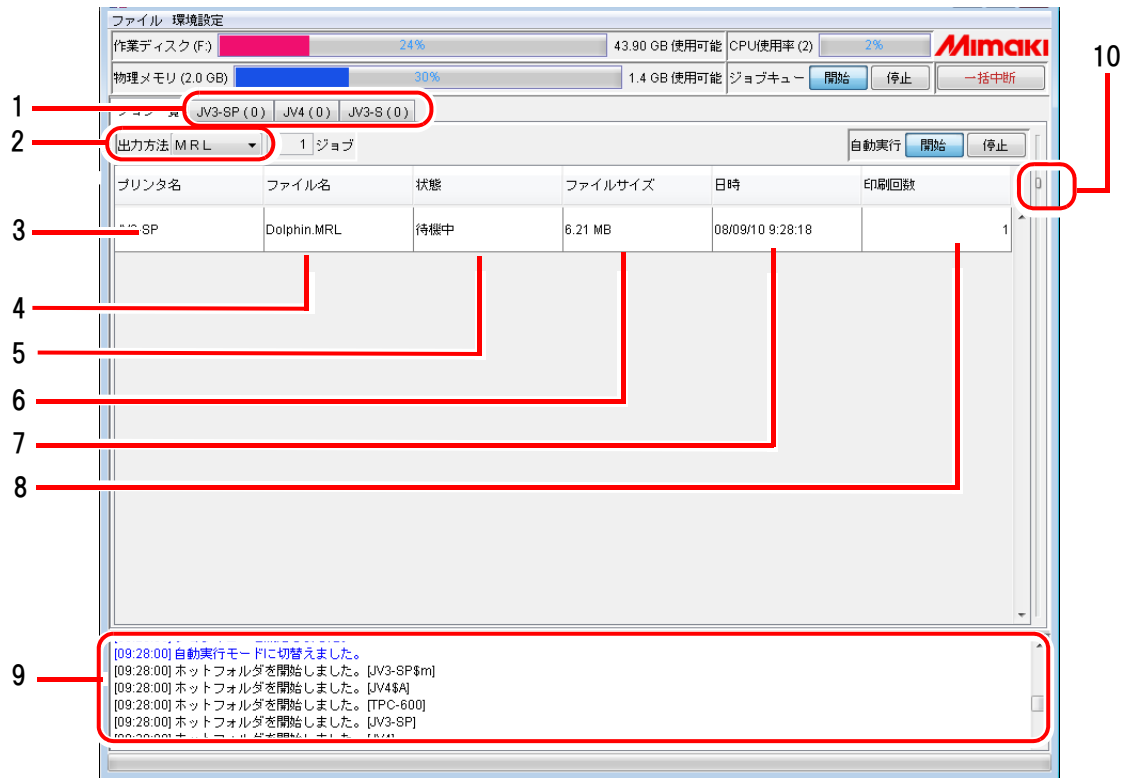 ファイル 環境設定
作業ディスク (F:) 24% 43.90 GB 使用可能 CPU使用率 (2) 2% Mimaki
物理メモリ (2.0 GB) 30% 1.4 GB 使用可能 ジョブキュー 開始 停止 一括中断
10
1 JV3-SP ( 0 ) JV4 ( 0 ) JV3-S ( 0 )
2 出力方法 M R L 1 ジョブ 自動実行 開始 停止
プリンタ名 ファイル名 状態 ファイルサイズ 日時 印刷回数
3 JV3-SP Dolphin.MRL 待機中 6.21 MB 08/09/10 9:28:18 1
4
5
6
7
8
[09:28:00] 自動実行モードに切替えました。
[09:28:00] ホットフォルダを開始しました。[JV3-SP$m]
9 [09:28:00] ホットフォルダを開始しました。[JV4$A]
[09:28:00] ホットフォルダを開始しました。[TPC-600]
[09:28:00] ホットフォルダを開始しました。[JV3-SP]